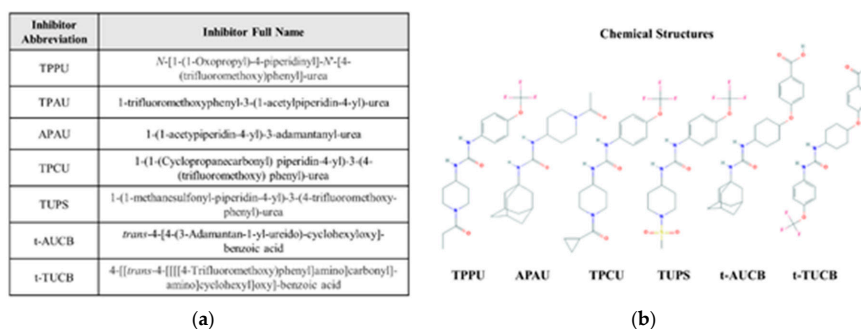 Inhibitor Abbreviation
Inhibitor Full Name
TPPU
N-[1-(1-Oxopropyl)-4-piperidinyl]-N'-[4-
(trifluoromethoxy)phenyl]-urea
TPAU
1-trifluoromethoxyphenyl-3-(1-acetylpiperidin-4-yl)-urea
APAU
1-(1-acetypiperidin-4-yl)-3-adamantanyl-urea
TPCU
1-(1-(Cyclopropanecarbonyl) piperidin-4-yl)-3-(4-
(trifluoromethoxy) phenyl)-urea
TUPS
1-(1-methanesulfonyl-piperidin-4-yl)-3-(4-trifluoromethoxy-
phenyl)-urea
t-AUCB
trans-4-[4-(3-Adamantan-1-yl-ureido)-cyclohexyloxy]-
benzoic acid
t-TUCB
4-[[trans-4-[[[[4-Trifluoromethoxy)phenyl]amino]carbonyl]-
amino]cyclohexyl]oxy]-benzoic acid
(a)
Chemical Structures
TPPU APAU TPCU TUPS t-AUCB t-TUCB
(b)